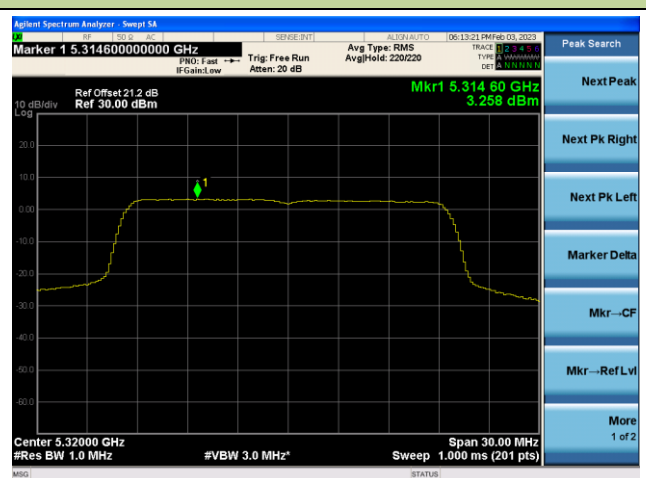 Agilent Spectrum Analyzer - Swept SA
RF 50 Ω AC SENSE:INT ALIGN AUTO 06:13:21 PM Feb 03, 2023
Marker 1 5.314600000000 GHz
PNO: Fast
IFGain:Low
Trig: Free Run
Atten: 20 dB
Avg Type: RMS
Avg|Hold: 220/220
TRACE 1 2 3 4 5 6
TYPE A
DET A N N N N N
Peak Search
Ref Offset 21.2 dB
10 dB/div Ref 30.00 dBm
Log
Mkr1 5.314 60 GHz
3.258 dBm
20.0
10.0
1
0.00
-10.0
-20.0
-30.0
-40.0
-50.0
-60.0
Center 5.32000 GHz
Span 30.00 MHz
#Res BW 1.0 MHz
#VBW 3.0 MHz*
Sweep 1.000 ms (201 pts)
MSG
STATUS
Next Peak
Next Pk Right
Next Pk Left
Marker Delta
Mkr→CF
Mkr→Ref Lvl
More
1 of 2